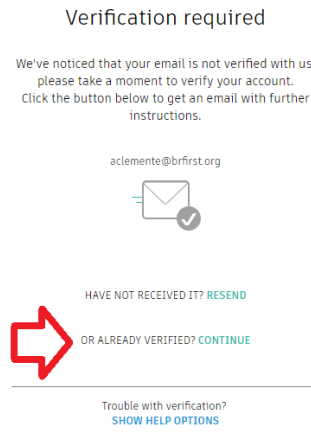 Verification required
We've noticed that your email is not verified with us
please take a moment to verify your account.
Click the button below to get an email with further
instructions.
aclemente@brfirst.org
HAVE NOT RECEIVED IT? RESEND
OR ALREADY VERIFIED? CONTINUE
Trouble with verification?
SHOW HELP OPTIONS